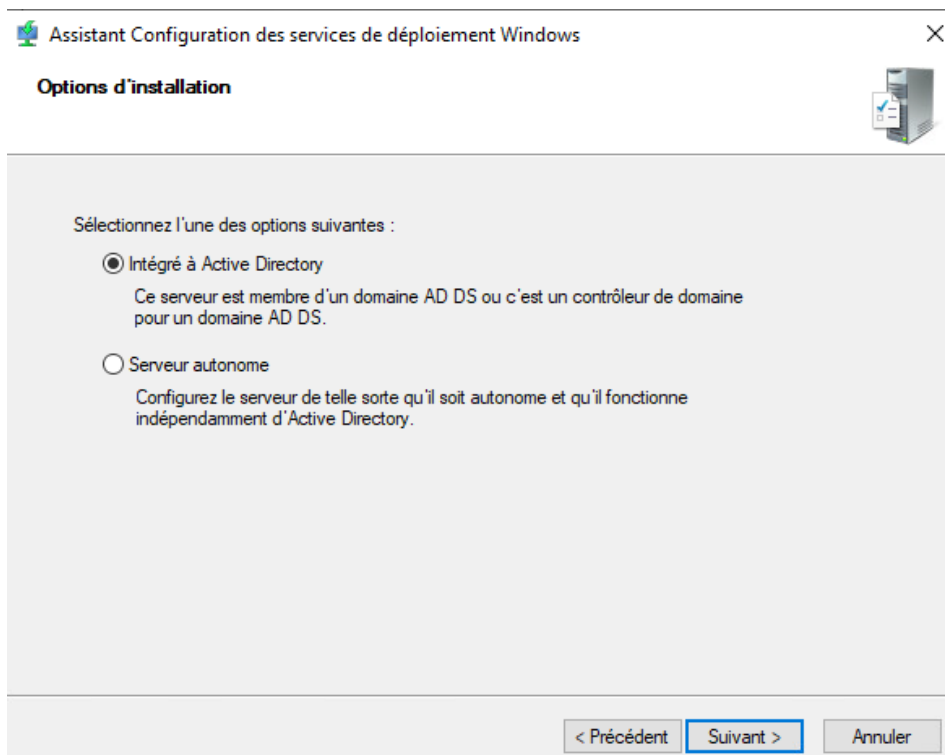 Assistant Configuration des services de déploiement Windows
Options d'installation
Sélectionnez l'une des options suivantes :
Intégré à Active Directory
Ce serveur est membre d'un domaine AD DS ou c'est un contrôleur de domaine
pour un domaine AD DS.
Serveur autonome
Configurez le serveur de telle sorte qu'il soit autonome et qu'il fonctionne
indépendamment d'Active Directory.
< Précédent Suivant > Annuler